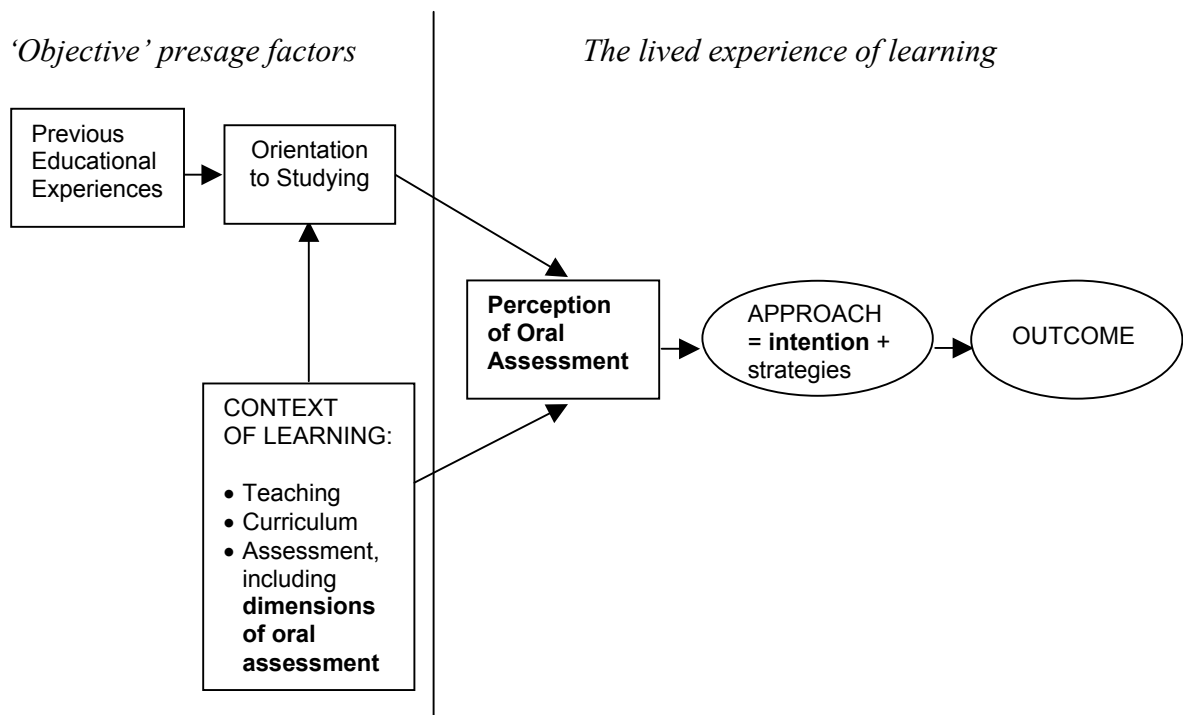 ‘Objective’ presage factors
The lived experience of learning
Previous
Educational
Experiences
Orientation
to Studying
Perception
of Oral
Assessment
APPROACH
= intention +
strategies
OUTCOME
CONTEXT
OF LEARNING:
• Teaching
• Curriculum
• Assessment,
including
dimensions
of oral
assessment